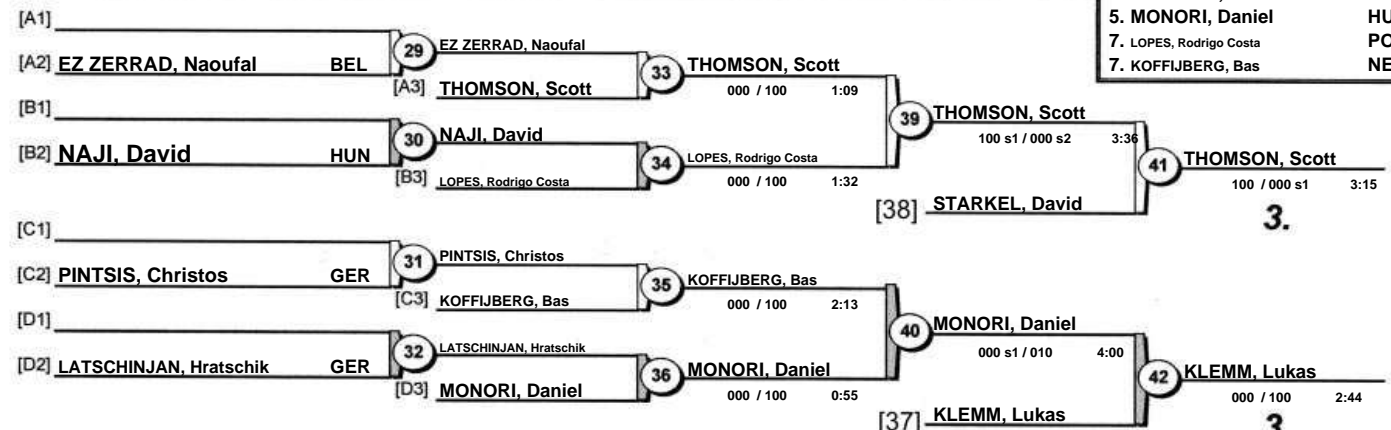 5. MONORI, Daniel HU
7. LOPES, Rodrigo Costa PO
7. KOFFIJBERG, Bas NE
[A1]
[A2] EZ ZERRAD, Naoufal BEL
29
EZ ZERRAD, Naoufal
[A3] THOMSON, Scott
33
THOMSON, Scott
000 / 100 1:09
[B1]
[B2] NAJI, David HUN
30
NAJI, David
[B3] LOPES, Rodrigo Costa
34
LOPES, Rodrigo Costa
000 / 100 1:32
39
THOMSON, Scott
100 s1 / 000 s2 3:36
[38] STARKEL, David
41
THOMSON, Scott
100 / 000 s1 3:15
3.
[C1]
[C2] PINTSIS, Christos GER
31
PINTSIS, Christos
[C3] KOFFIJBERG, Bas
35
KOFFIJBERG, Bas
000 / 100 2:13
[D1]
[D2] LATSCHINJAN, Hratschik GER
32
LATSCHINJAN, Hratschik
[D3] MONORI, Daniel
36
MONORI, Daniel
000 / 100 0:55
40
MONORI, Daniel
000 s1 / 010 4:00
[37] KLEMM, Lukas
42
KLEMM, Lukas
000 / 100 2:44
3